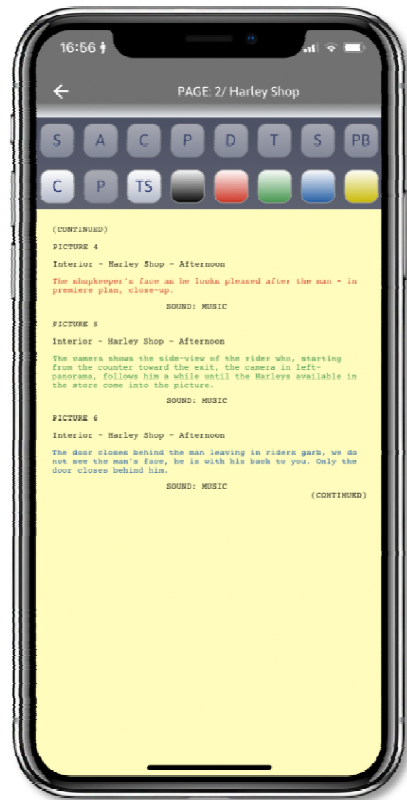 16:56
PAGE: 2/ Harley Shop
S A C P D T S PB
C P TS
(CONTINUED)
PICTURE 4
Interior - Harley Shop - Afternoon
The shopkeeper's face as he looks pleased after the man - in
premiere plan, close-up.
SOUND: MUSIC
PICTURE 5
Interior - Harley Shop - Afternoon
The camera shows the side-view of the rider who, starting
from the counter toward the exit, the camera in left-
panorama, follows him a while until the Harleys available in
the store come into the picture.
SOUND: MUSIC
PICTURE 6
Interior - Harley Shop - Afternoon
The door closes behind the man leaving in riders garb, we do
not see the man's face, he is with his back to you. Only the
door closes behind him.
SOUND: MUSIC
(CONTINUED)